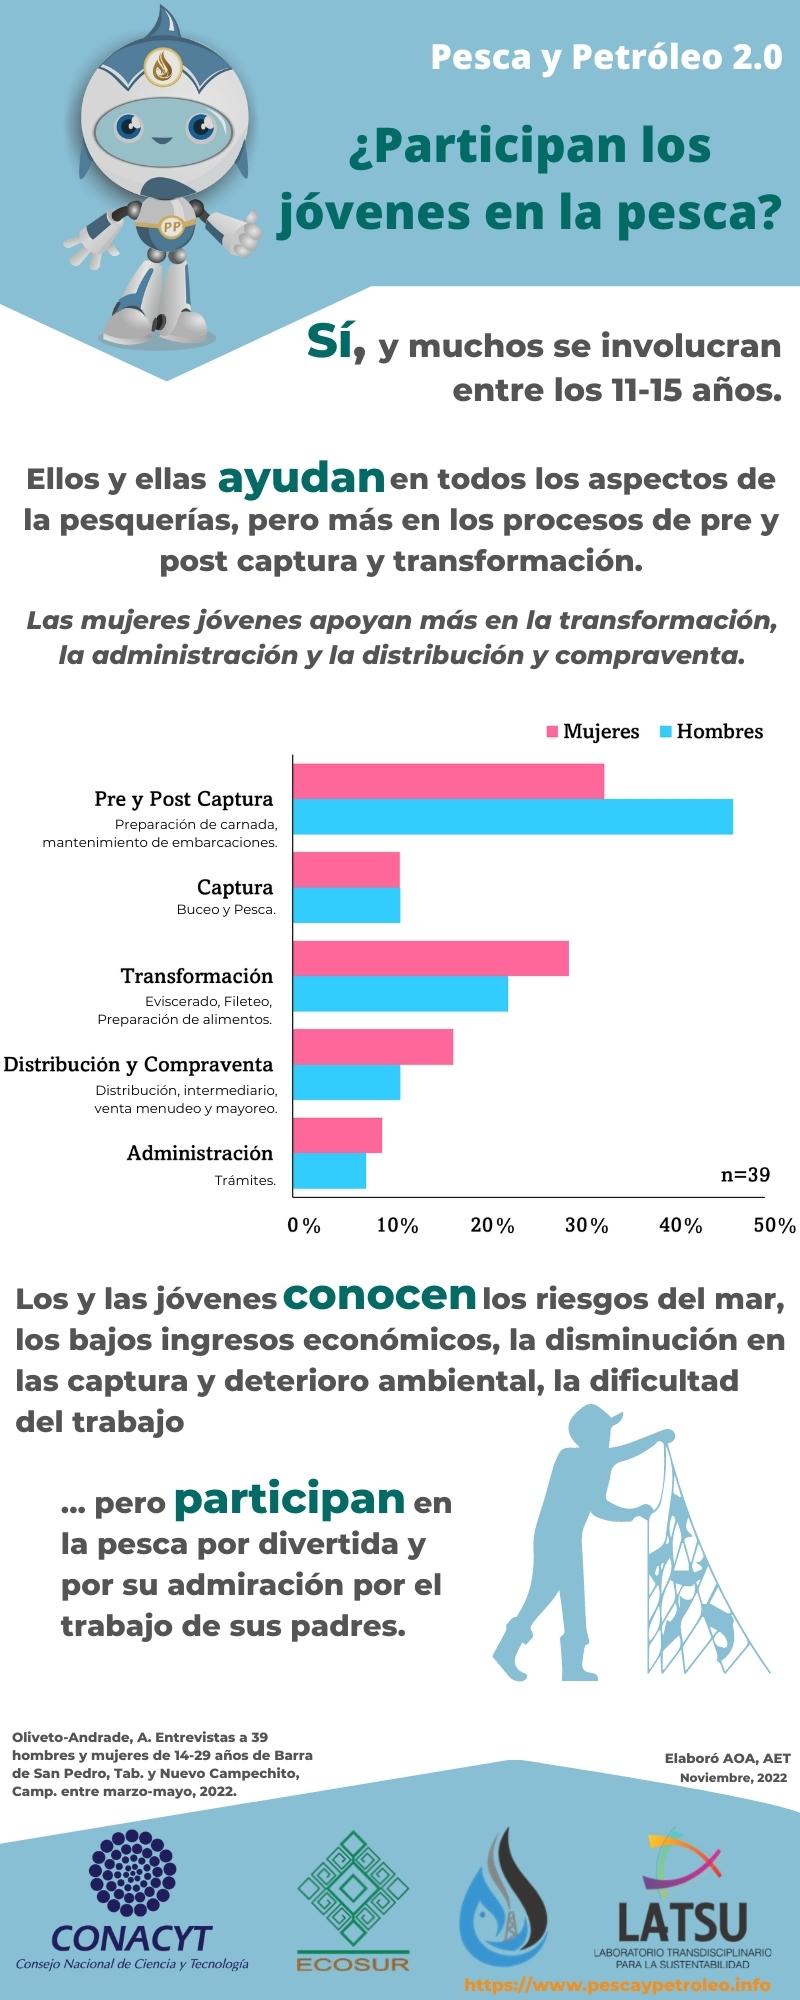 Pesca y Petróleo 2.0
¿Participan los
jóvenes en la pesca?
PP
Sí, y muchos se involucran
entre los 11-15 años.
Ellos y ellas ayudan en todos los aspectos de
la pesquerías, pero más en los procesos de pre y
post captura y transformación.
Las mujeres jóvenes apoyan más en la transformación,
la administración y la distribución y compraventa.
Mujeres Hombres
Pre y Post Captura
Preparación de carnada,
mantenimiento de embarcaciones.
Captura
Buceo y Pesca.
Transformación
Eviscerado, Fileteo,
Preparación de alimentos.
Distribución y Compraventa
Distribución, intermediario,
venta menudeo y mayoreo.
Administración
Trámites.
n=39
0% 10% 20% 30% 40% 50%
Los y las jóvenes conocen los riesgos del mar,
los bajos ingresos económicos, la disminución en
las captura y deterioro ambiental, la dificultad
del trabajo
... pero participan en
la pesca por divertida y
por su admiración por el
trabajo de sus padres.
Oliveto-Andrade, A. Entrevistas a 39
hombres y mujeres de 14-29 años de Barra
de San Pedro, Tab. y Nuevo Campechito,
Camp. entre marzo-mayo, 2022.
Elaboró AOA, AET
Noviembre, 2022
CONACYT
Consejo Nacional de Ciencia y Tecnología
ECOSUR
LATSU
LABORATORIO TRANSDISCIPLINARIO
PARA LA SUSTENTABILIDAD
https://www.pescaypetroleo.info